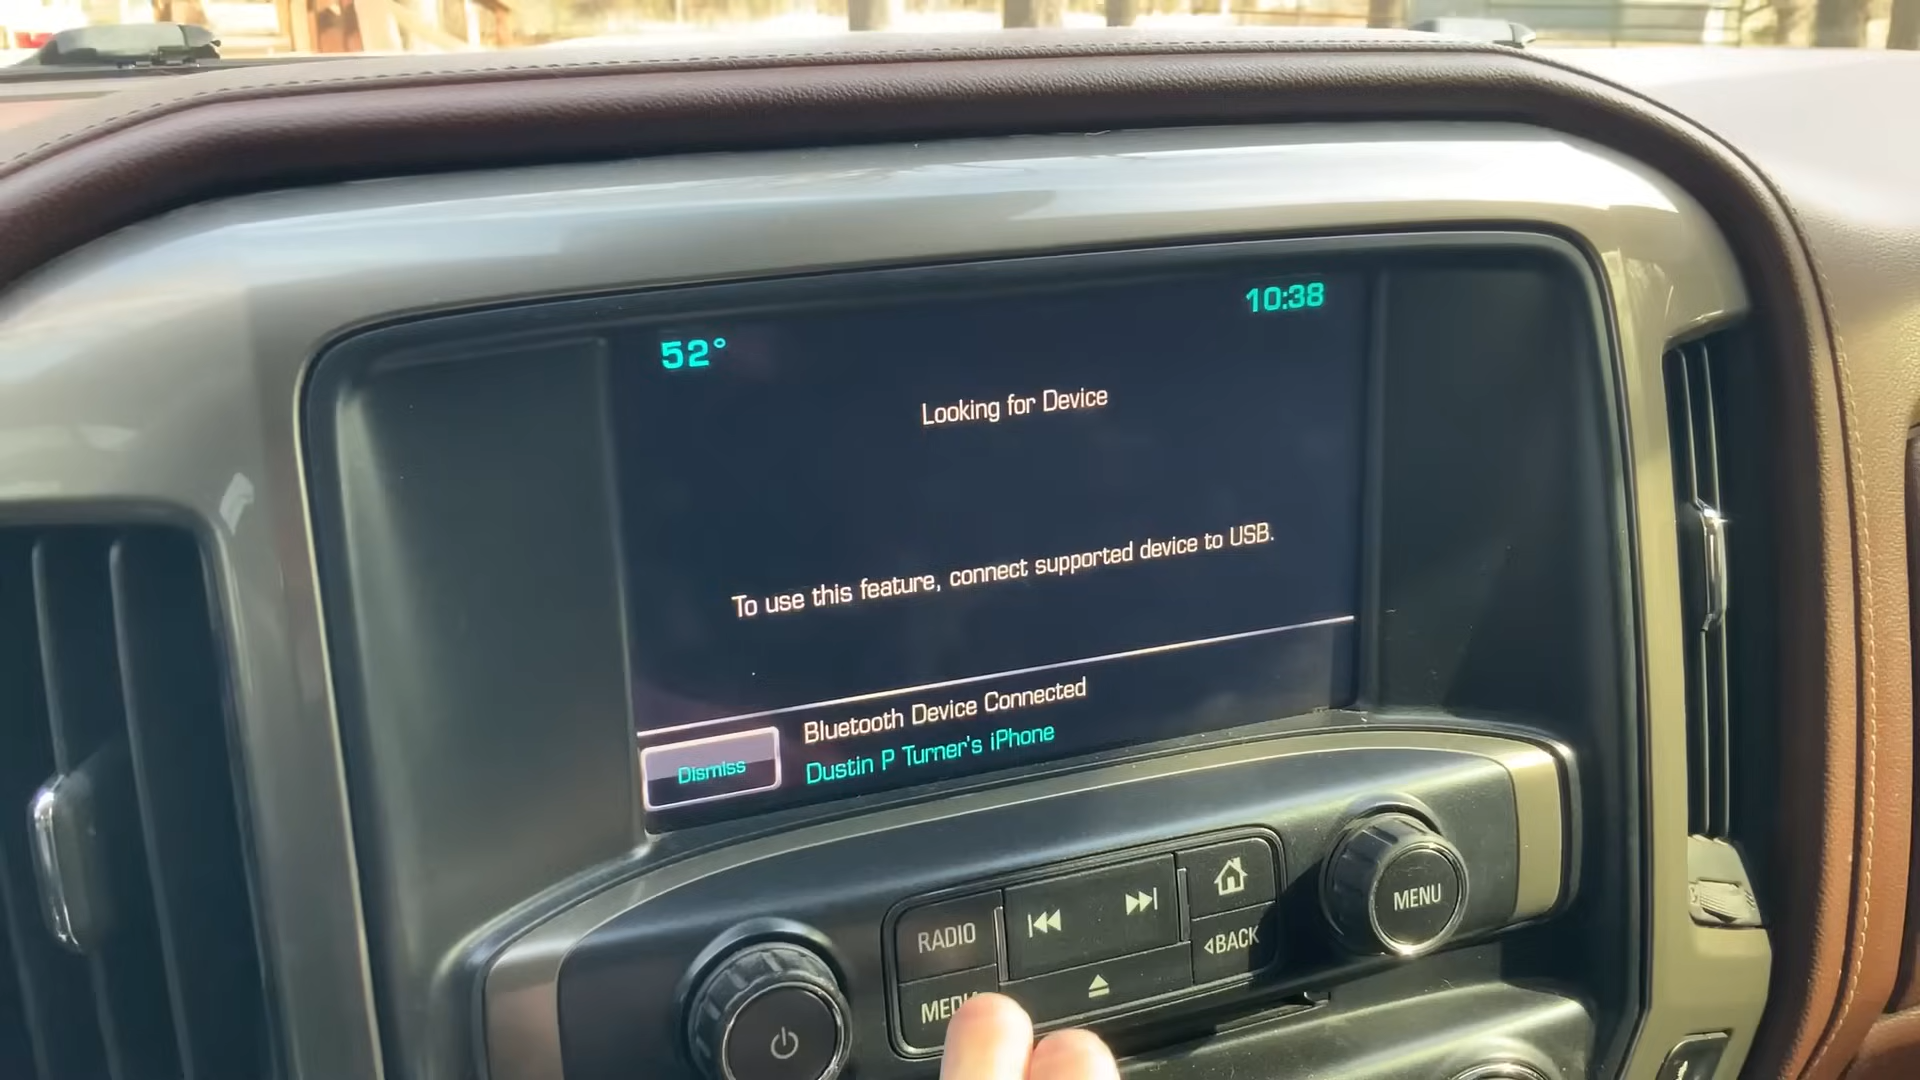 52°
10:38
Looking for Device
To use this feature, connect supported device to USB.
Dismiss
Bluetooth Device Connected
Dustin P Turner's iPhone
RADIO
MENU
BACK
MEDIA